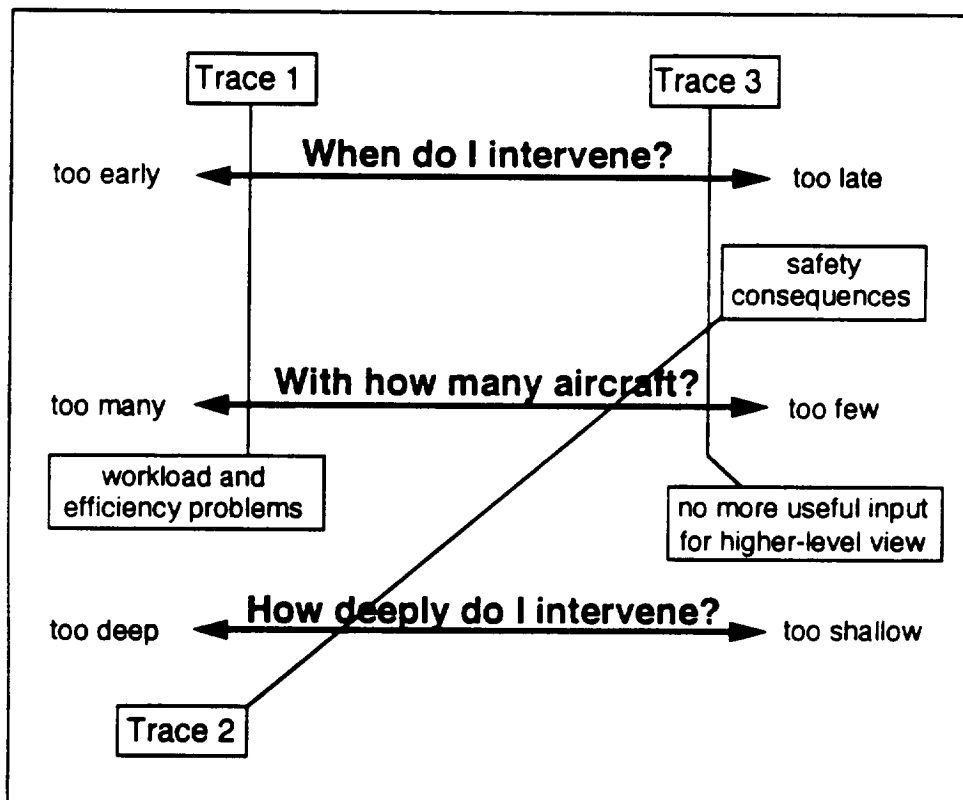 Trace 1
Trace 3
When do I intervene?
too early
too late
safety
consequences
With how many aircraft?
too many
too few
workload and
efficiency problems
no more useful input
for higher-level view
How deeply do I intervene?
too deep
too shallow
Trace 2